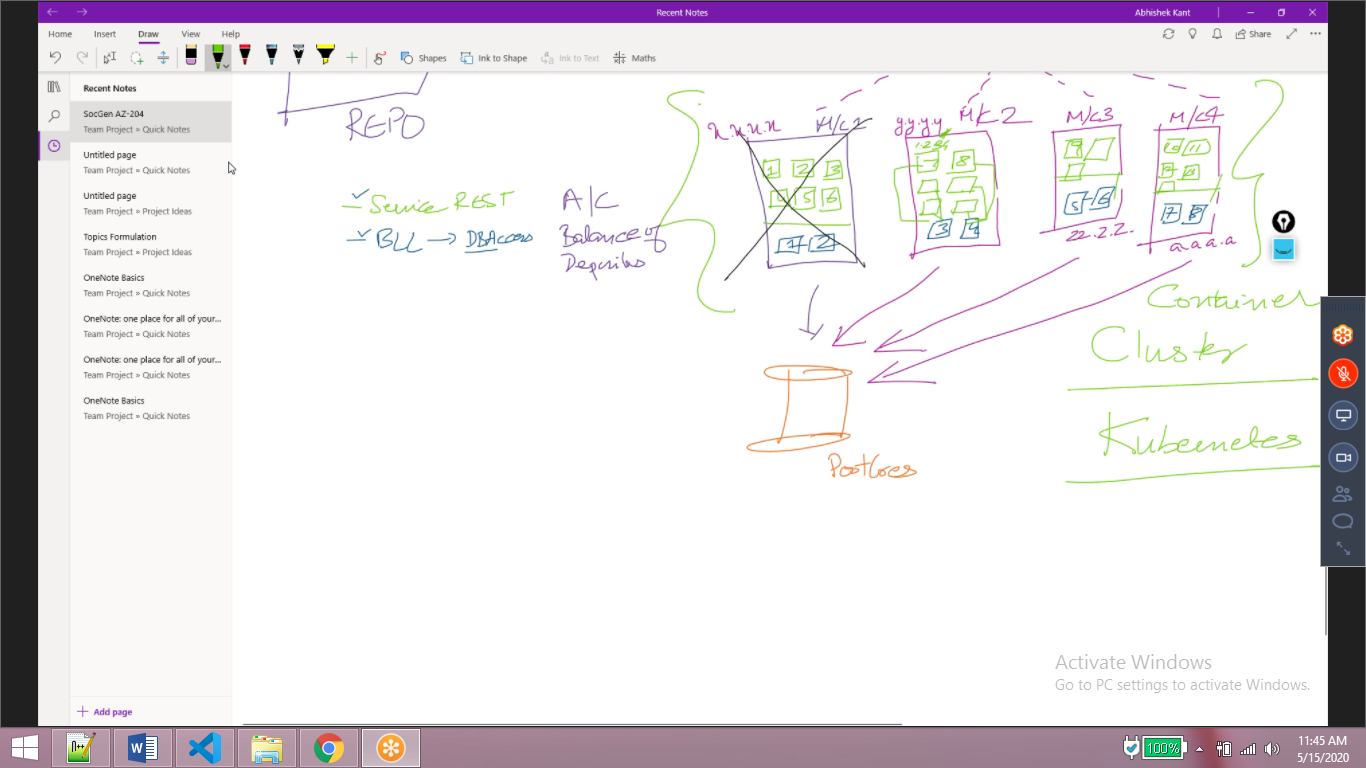 Recent Notes
Abhishek Kant
Home Insert Draw View Help
Share
Shapes Ink to Shape Ink to Text Maths
Recent Notes
SocGen AZ-204
Team Project » Quick Notes
Untitled page
Team Project » Quick Notes
Untitled page
Team Project » Project Ideas
Topics Formulation
Team Project » Project Ideas
OneNote Basics
Team Project » Quick Notes
OneNote: one place for all of your...
Team Project » Quick Notes
OneNote: one place for all of your...
Team Project » Quick Notes
OneNote Basics
Team Project » Quick Notes
Add page
REPO
Service REST
BLL → DBAccess
A/C
Balance of
x.x.x.x
y.y.y.y M/C 2
M/C3
M/C4
1 2 3
4 5 6
1 2
7 8
3 4
9
5 6
10 11
7 8
a.a.a.a
Container
Cluster
Kubernetes
Activate Windows
Go to PC settings to activate Windows.
100%
11:45 AM
5/15/2020